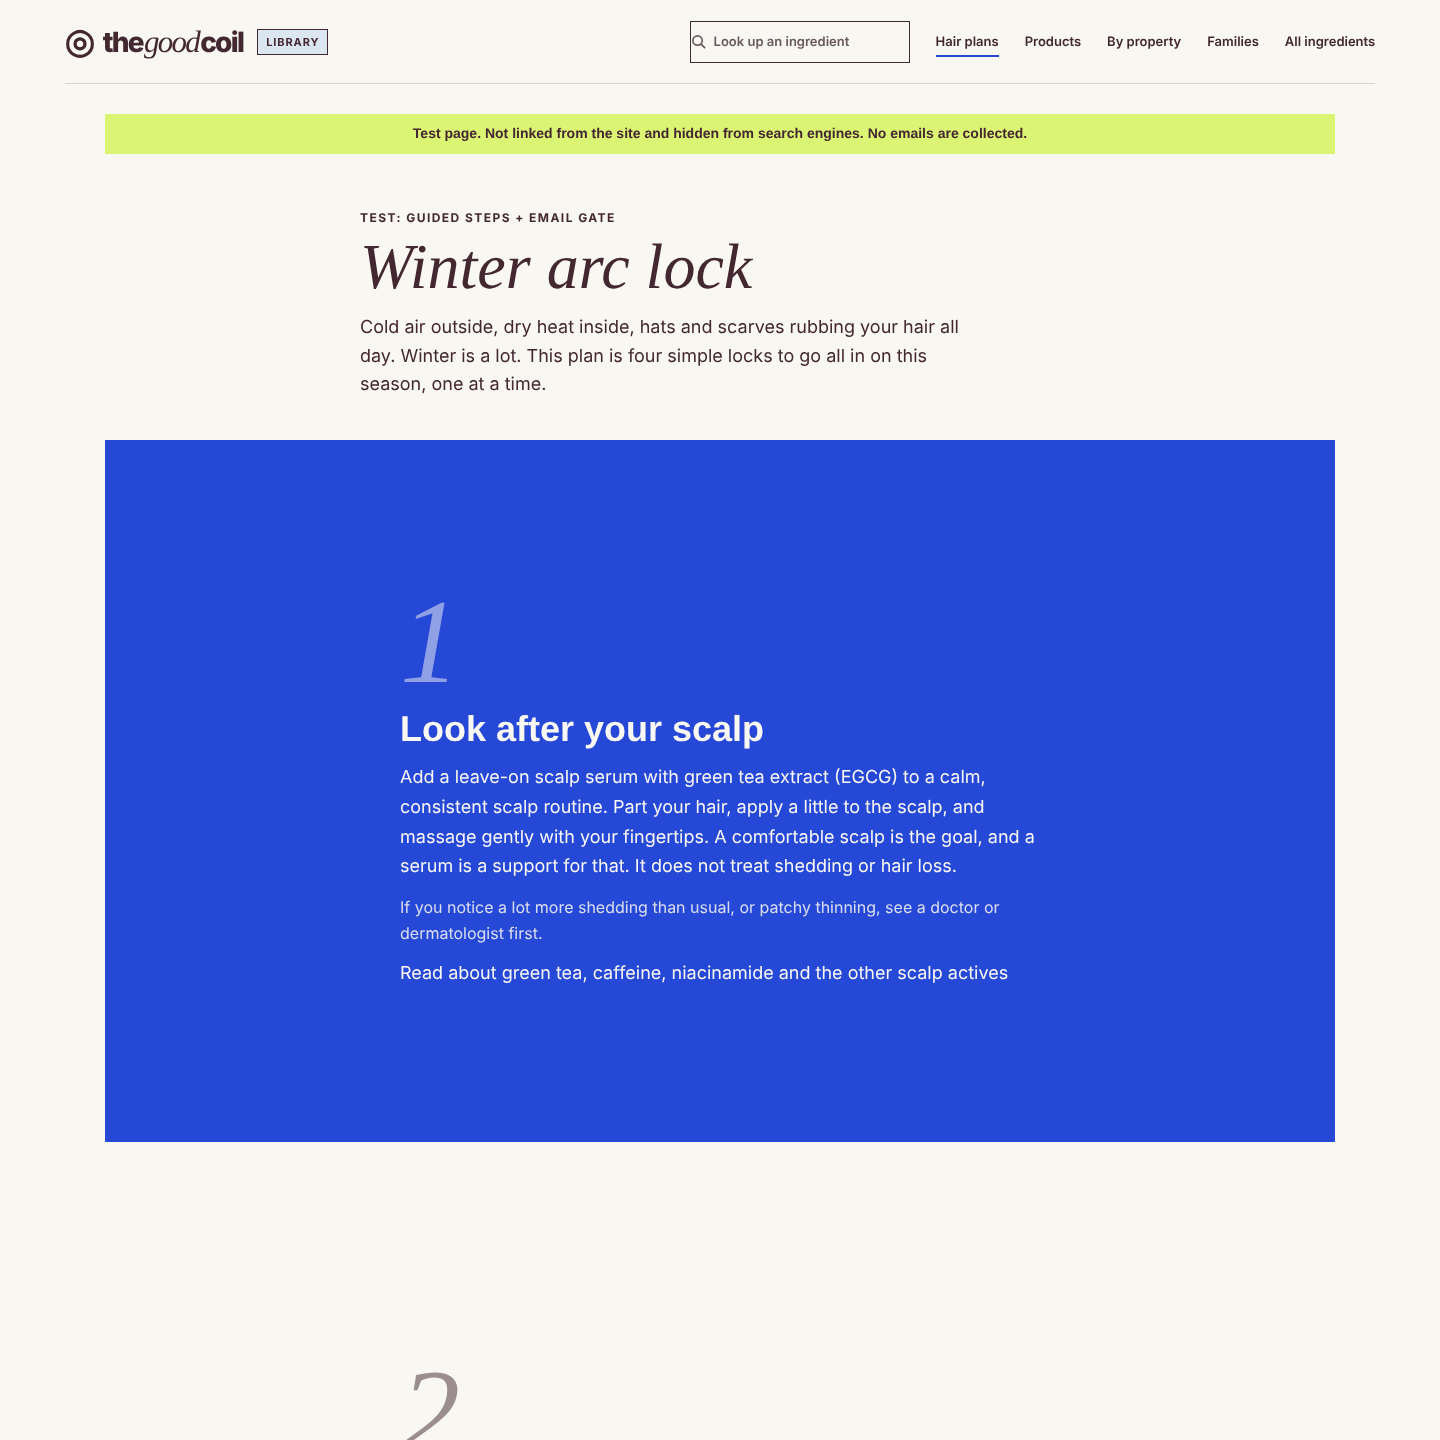 thegoodcoil LIBRARY
Look up an ingredient
Hair plans Products By property Families All ingredients
Test page. Not linked from the site and hidden from search engines. No emails are collected.
TEST: GUIDED STEPS + EMAIL GATE
Winter arc lock
Cold air outside, dry heat inside, hats and scarves rubbing your hair all
day. Winter is a lot. This plan is four simple locks to go all in on this
season, one at a time.
1
Look after your scalp
Add a leave-on scalp serum with green tea extract (EGCG) to a calm,
consistent scalp routine. Part your hair, apply a little to the scalp, and
massage gently with your fingertips. A comfortable scalp is the goal, and a
serum is a support for that. It does not treat shedding or hair loss.
If you notice a lot more shedding than usual, or patchy thinning, see a doctor or
dermatologist first.
Read about green tea, caffeine, niacinamide and the other scalp actives
2